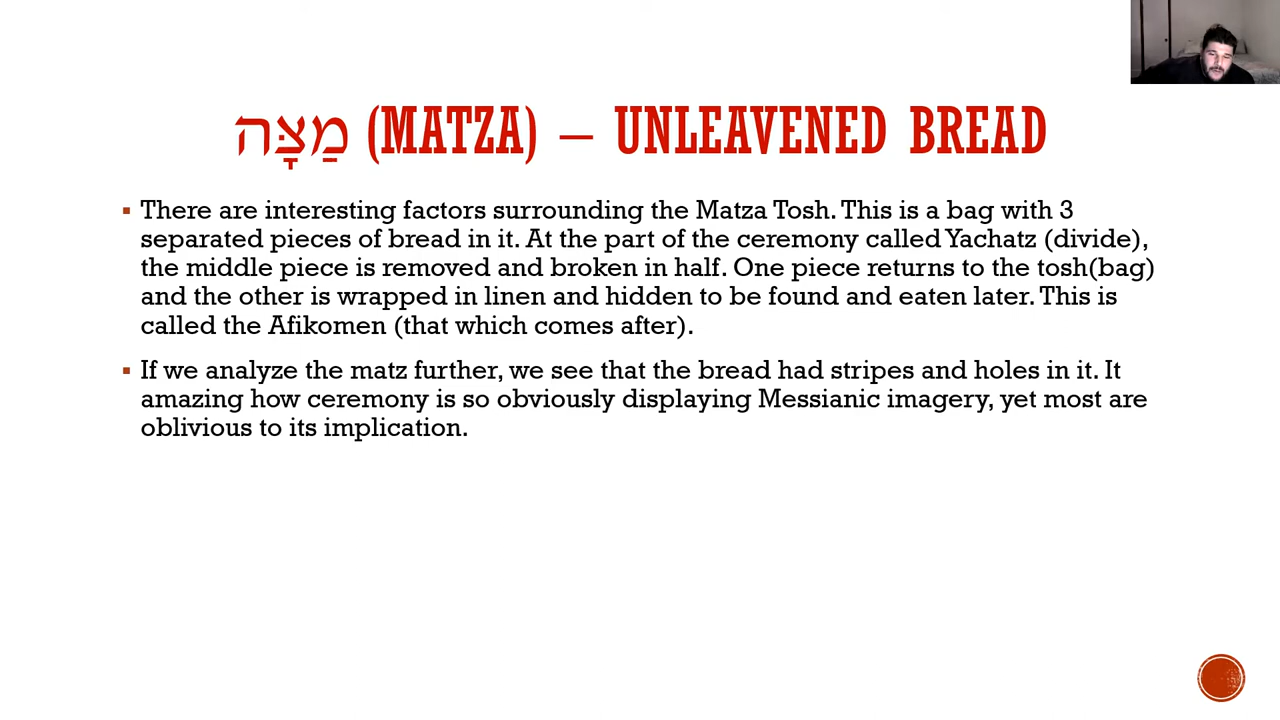 מַצָּה (MATZA) – UNLEAVENED BREAD
There are interesting factors surrounding the Matza Tosh. This is a bag with 3
separated pieces of bread in it. At the part of the ceremony called Yachatz (divide),
the middle piece is removed and broken in half. One piece returns to the tosh(bag)
and the other is wrapped in linen and hidden to be found and eaten later. This is
called the Afikomen (that which comes after).
If we analyze the matz further, we see that the bread had stripes and holes in it. It
amazing how ceremony is so obviously displaying Messianic imagery, yet most are
oblivious to its implication.